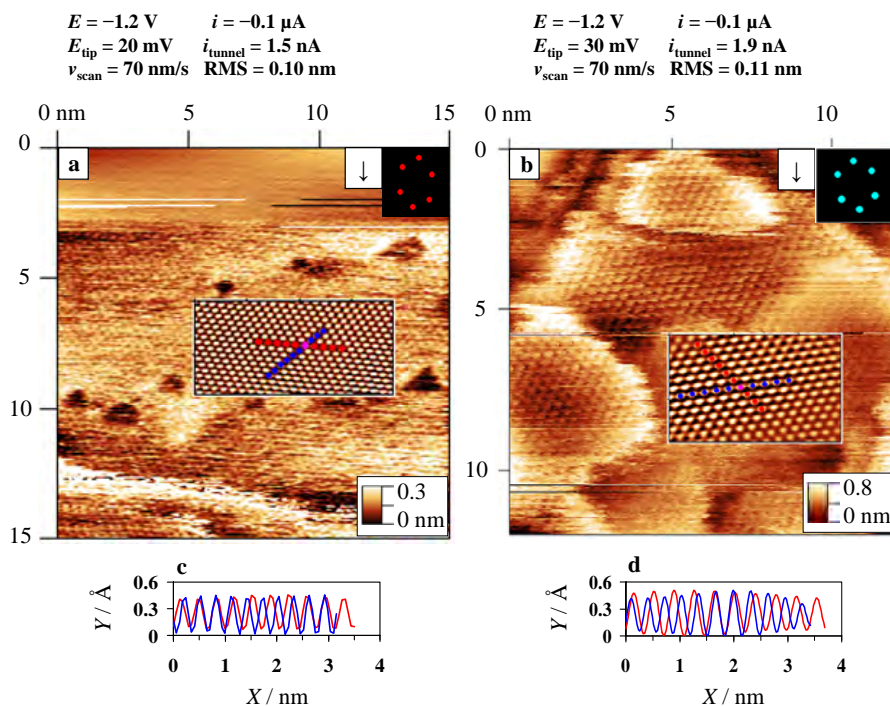 E = −1.2 V i = −0.1 µA
E_tip = 20 mV i_tunnel = 1.5 nA
v_scan = 70 nm/s RMS = 0.10 nm
E = −1.2 V i = −0.1 µA
E_tip = 30 mV i_tunnel = 1.9 nA
v_scan = 70 nm/s RMS = 0.11 nm
0 nm 5 10 15
0
5
10
15
a ↓
0.3
0 nm
0 nm 5 10
0
5
10
b ↓
0.8
0 nm
c
Y / Å
0.6
0.3
0
0 1 2 3 4
X / nm
d
Y / Å
0.6
0.3
0
0 1 2 3 4
X / nm